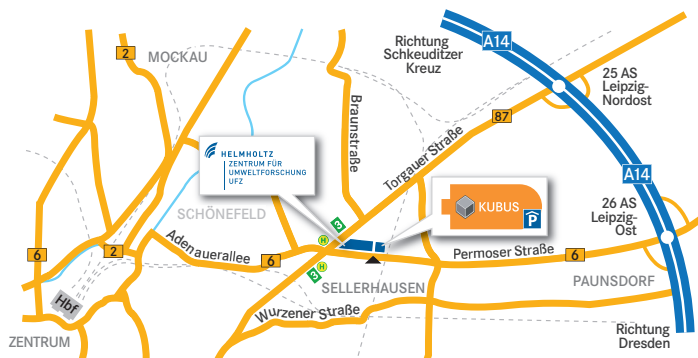 Richtung
Schkeuditzer
Kreuz
A14
2
MOCKAU
25 AS
Leipzig-
Nordost
87
Braunstraße
Torgauer Straße
HELMHOLTZ
ZENTRUM FÜR
UMWELTFORSCHUNG
UFZ
A14
KUBUS
P
SCHÖNEFELD
3
H
26 AS
Leipzig-
Ost
Adenauerallee
6
2
6
Permoser Straße
6
H
3
SELLERHAUSEN
PAUNSDORF
Hbf
Wurzener Straße
ZENTRUM
Richtung
Dresden